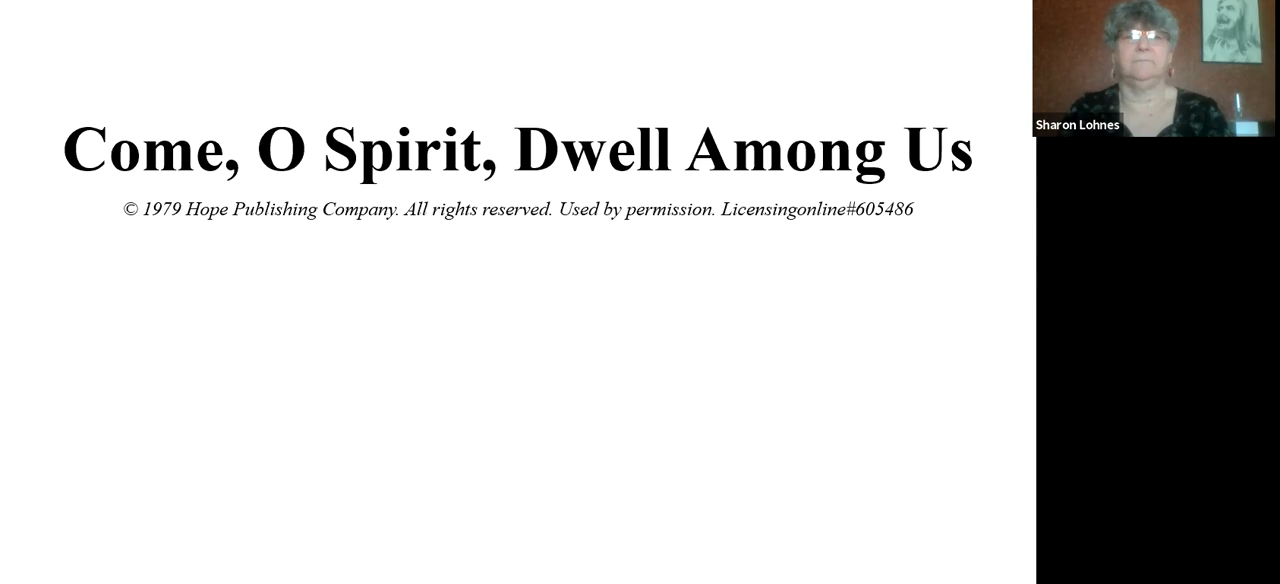 Come, O Spirit, Dwell Among Us
© 1979 Hope Publishing Company. All rights reserved. Used by permission. Licensingonline#605486
Sharon Lohnes